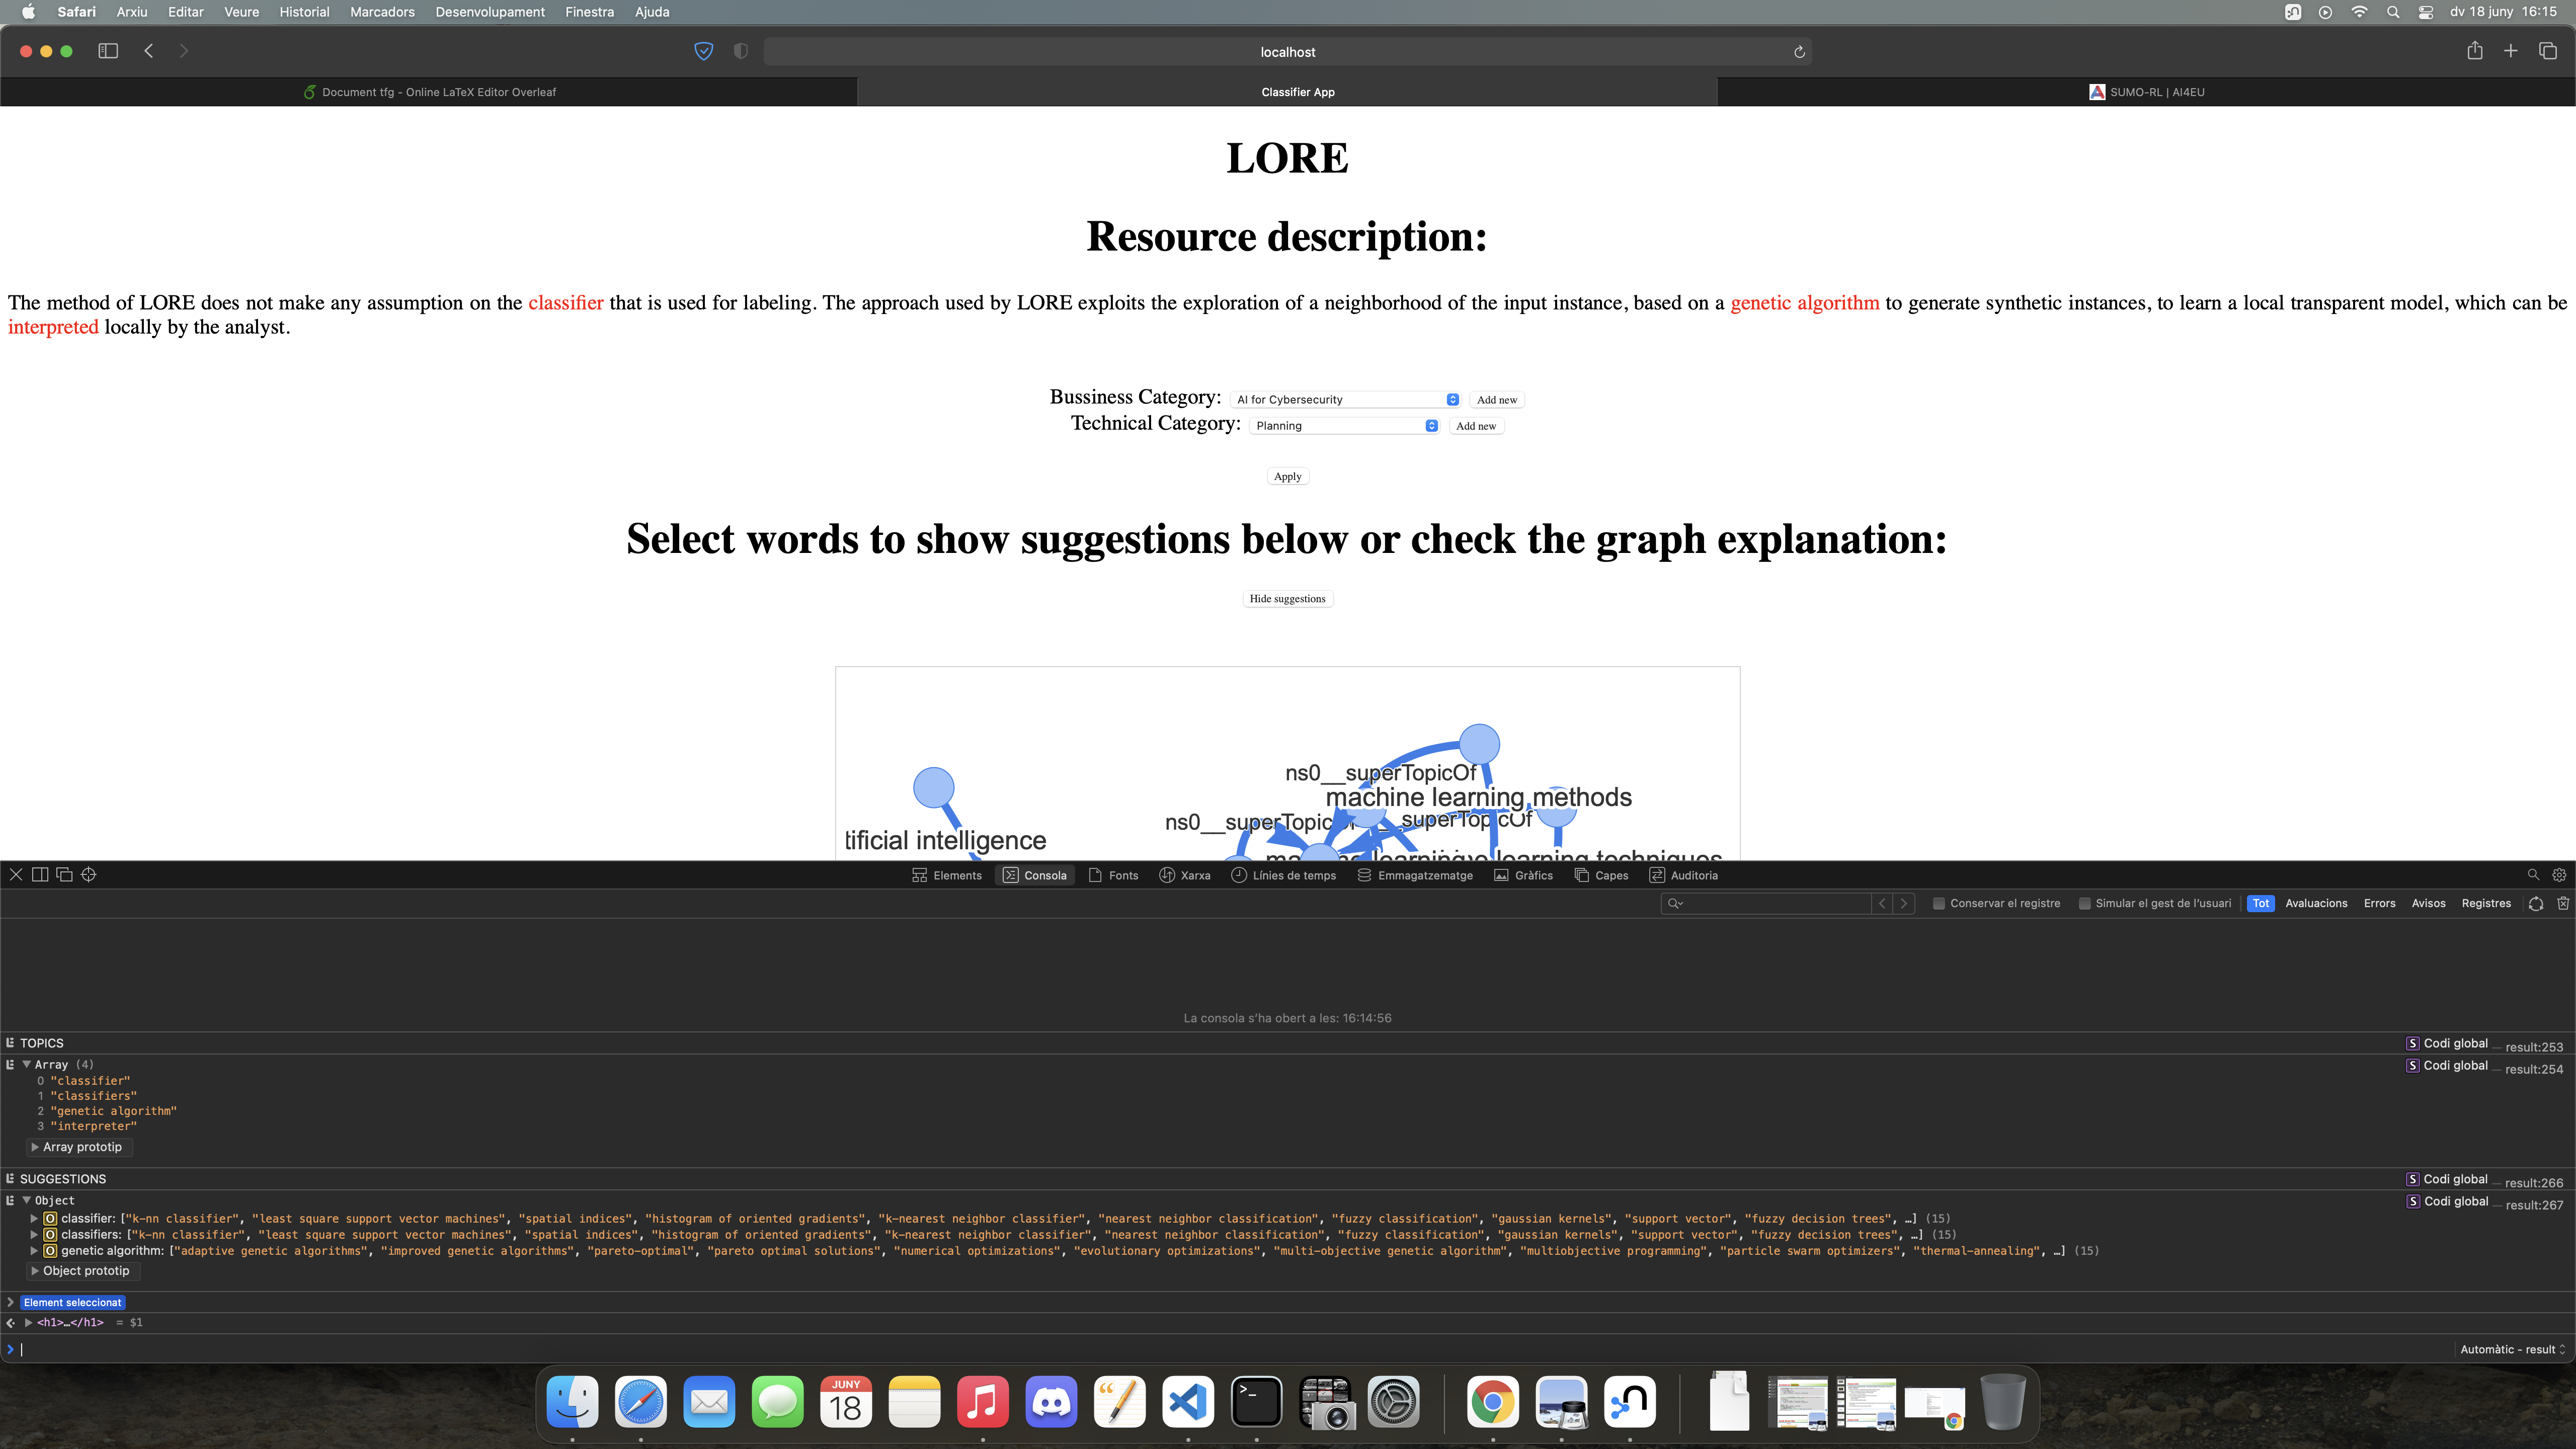 Safari Arxiu Editar Veure Historial Marcadors Desenvolupament Finestra Ajuda dv 18 juny 16:15
localhost
Document tfg - Online LaTeX Editor Overleaf
Classifier App
SUMO-RL | AI4EU
LORE
Resource description:
The method of LORE does not make any assumption on the classifier that is used for labeling. The approach used by LORE exploits the exploration of a neighborhood of the input instance, based on a genetic algorithm to generate synthetic instances, to learn a local transparent model, which can be
interpreted locally by the analyst.
Bussiness Category: AI for Cybersecurity Add new
Technical Category: Planning Add new
Apply
Select words to show suggestions below or check the graph explanation:
Hide suggestions
ns0__superTopicOf
machine learning methods
ns0__superTopic
superTopicOf
tificial intelligence
learning techniques
Elements Consola Fonts Xarxa Línies de temps Emmagatzematge Gràfics Capes Auditoria
Conservar el registre Simular el gest de l'usuari Tot Avaluacions Errors Avisos Registres
La consola s'ha obert a les: 16:14:56
TOPICS S Codi global — result:253
Array (4) S Codi global — result:254
0 "classifier"
1 "classifiers"
2 "genetic algorithm"
3 "interpreter"
Array prototip
SUGGESTIONS S Codi global — result:266
Object S Codi global — result:267
O classifier: ["k-nn classifier", "least square support vector machines", "spatial indices", "histogram of oriented gradients", "k-nearest neighbor classifier", "nearest neighbor classification", "fuzzy classification", "gaussian kernels", "support vector", "fuzzy decision trees", …] (15)
O classifiers: ["k-nn classifier", "least square support vector machines", "spatial indices", "histogram of oriented gradients", "k-nearest neighbor classifier", "nearest neighbor classification", "fuzzy classification", "gaussian kernels", "support vector", "fuzzy decision trees", …] (15)
O genetic algorithm: ["adaptive genetic algorithms", "improved genetic algorithms", "pareto-optimal", "pareto optimal solutions", "numerical optimizations", "evolutionary optimizations", "multi-objective genetic algorithm", "multiobjective programming", "particle swarm optimizers", "thermal-annealing", …] (15)
Object prototip
Element seleccionat
<h1>…</h1> = $1
Automàtic - result
JUNY
18